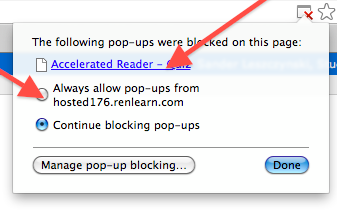 The following pop-ups were blocked on this page:
Accelerated Reader - Quiz
Always allow pop-ups from
hosted176.renlearn.com
Continue blocking pop-ups
Manage pop-up blocking...
Done